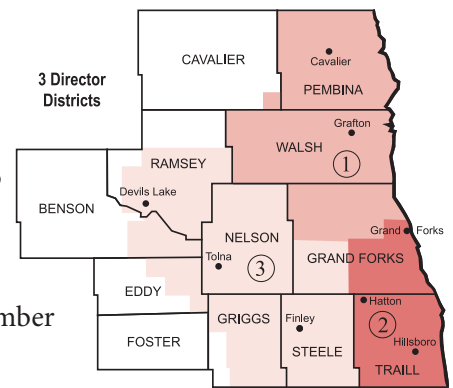 3 Director
Districts
CAVALIER
Cavalier
PEMBINA
Grafton
WALSH
1
RAMSEY
Devils Lake
BENSON
NELSON
Tolna
3
Grand Forks
GRAND FORKS
EDDY
mber
FOSTER
GRIGGS
Finley
STEELE
Hatton
2
Hillsboro
TRAILL